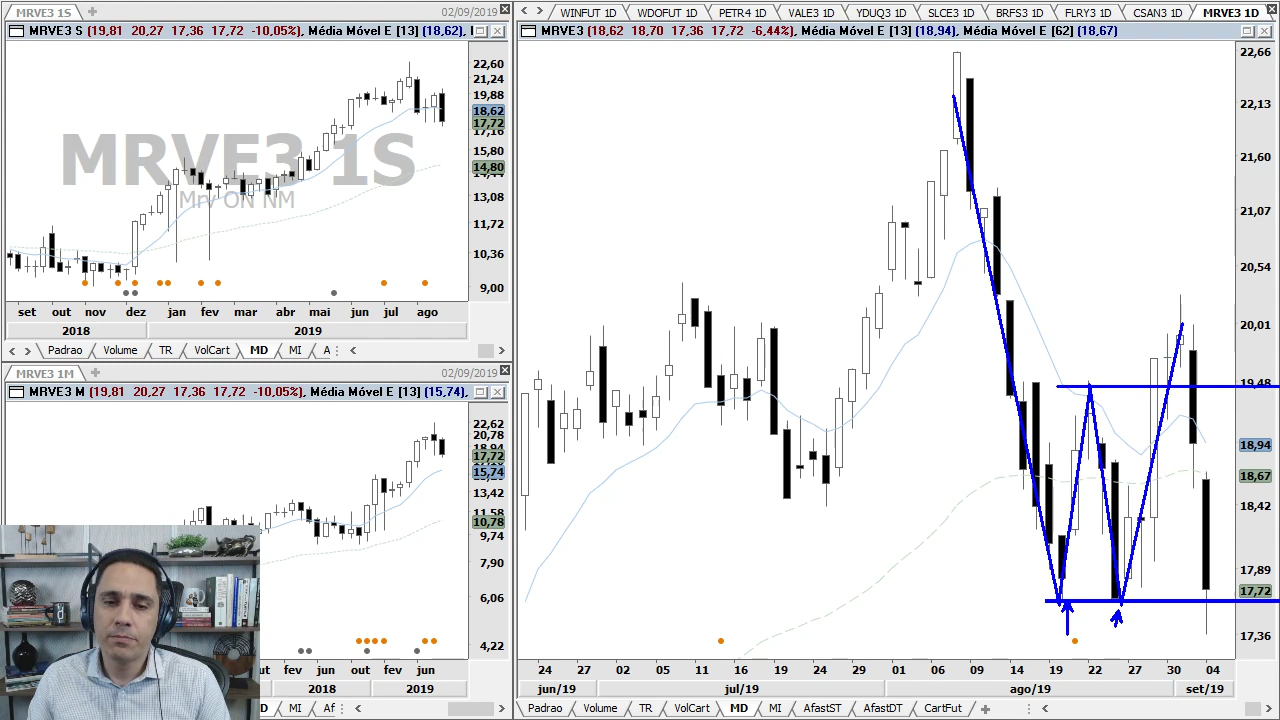 MRVE3 1S
02/09/2019
MRVE3 S (19,81 20,27 17,36 17,72 -10,05%), Média Móvel E [13] (18,62),
MRVE3 1S
Mrv ON NM
22,60
21,24
19,88
18,62
17,72
17,16
15,80
14,80
13,08
11,72
10,36
9,00
set out nov dez jan fev mar abr mai jun jul ago
2018 2019
Padrao Volume TR VolCart MD MI A
MRVE3 1M
02/09/2019
MRVE3 M (19,81 20,27 17,36 17,72 -10,05%), Média Móvel E [13] (15,74),
22,62
20,78
18,94
17,72
15,74
13,42
11,58
10,78
9,74
7,90
6,06
4,22
out fev jun out fev jun
2018 2019
MD MI Af
WINFUT 1D WDOFUT 1D PETR4 1D VALE3 1D YDUQ3 1D SLCE3 1D BRFS3 1D FLRY3 1D CSAN3 1D MRVE3 1D
MRVE3 (18,62 18,70 17,36 17,72 -6,44%), Média Móvel E [13] (18,94), Média Móvel E [62] (18,67)
22,66
22,13
21,60
21,07
20,54
20,01
19,48
18,94
18,67
18,42
17,89
17,72
17,36
24 27 02 05 11 16 19 24 29 01 06 09 14 19 22 27 30 04
jun/19 jul/19 ago/19 set/19
Padrao Volume TR VolCart MD MI AfastST AfastDT CartFut